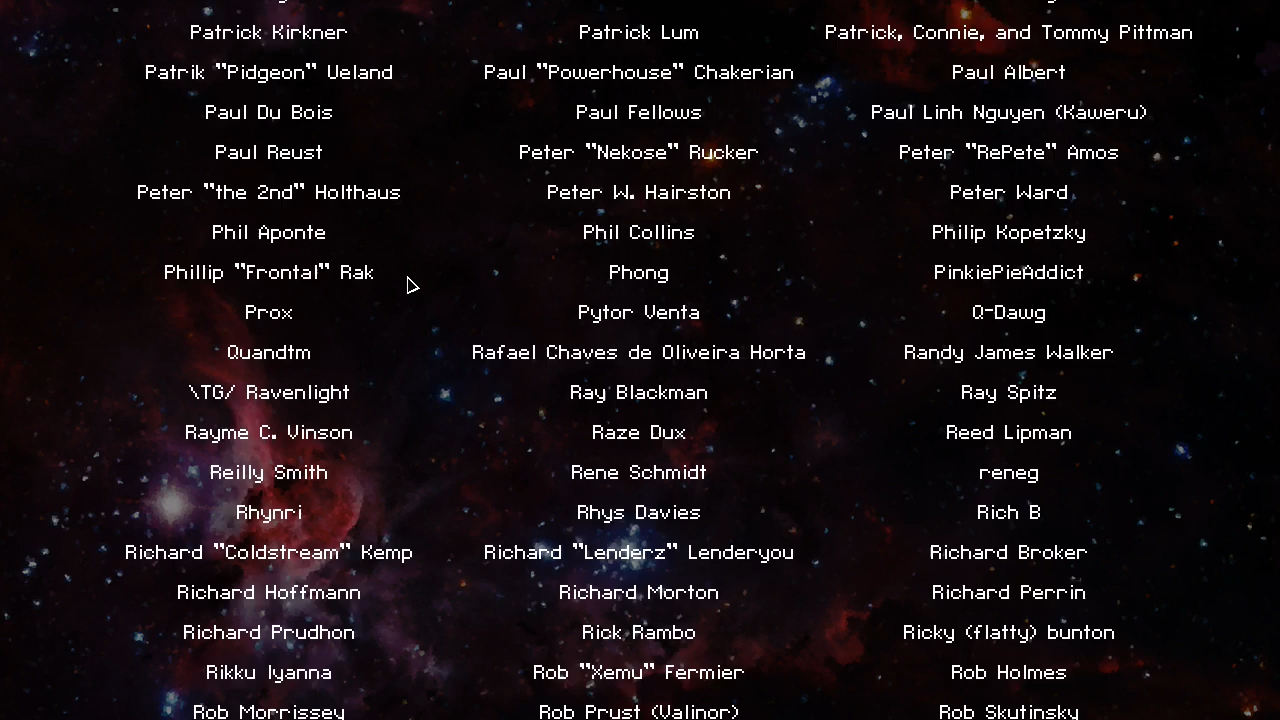 Patrick Kirkner Patrick Lum Patrick, Connie, and Tommy Pittman
Patrik "Pidgeon" Ueland Paul "Powerhouse" Chakerian Paul Albert
Paul Du Bois Paul Fellows Paul Linh Nguyen (Kaweru)
Paul Reust Peter "Nekose" Rucker Peter "RePete" Amos
Peter "the 2nd" Holthaus Peter W. Hairston Peter Ward
Phil Aponte Phil Collins Philip Kopetzky
Phillip "Frontal" Rak Phong PinkiePieAddict
Prox Pytor Venta Q-Dawg
Quandtm Rafael Chaves de Oliveira Horta Randy James Walker
\TG/ Ravenlight Ray Blackman Ray Spitz
Rayme C. Vinson Raze Dux Reed Lipman
Reilly Smith Rene Schmidt reneg
Rhynri Rhys Davies Rich B
Richard "Coldstream" Kemp Richard "Lenderz" Lenderyou Richard Broker
Richard Hoffmann Richard Morton Richard Perrin
Richard Prudhon Rick Rambo Ricky (flatty) bunton
Rikku Iyanna Rob "Xemu" Fermier Rob Holmes
Rob Morrissey Rob Prust (Valinor) Rob Skutinsky